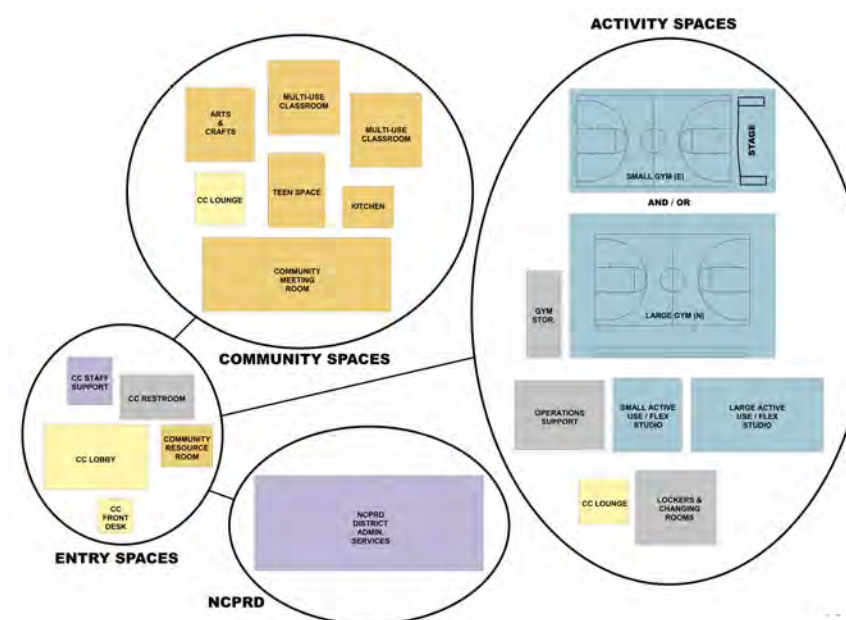 ACTIVITY SPACES
MULTI-USE
CLASSROOM
ARTS
&
CRAFTS
MULTI-USE
CLASSROOM
CC LOUNGE
TEEN SPACE
KITCHEN
COMMUNITY
MEETING
ROOM
COMMUNITY SPACES
STAGE
SMALL GYM (E)
AND / OR
GYM
STOR.
LARGE GYM (N)
OPERATIONS
SUPPORT
SMALL ACTIVE
USE / FLEX
STUDIO
LARGE ACTIVE
USE / FLEX
STUDIO
CC LOUNGE
LOCKERS &
CHANGING
ROOMS
CC STAFF
SUPPORT
CC RESTROOM
CC LOBBY
COMMUNITY
RESOURCE
ROOM
CC
FRONT
DESK
ENTRY SPACES
NCPRD
DISTRICT
ADMIN.
SERVICES
NCPRD